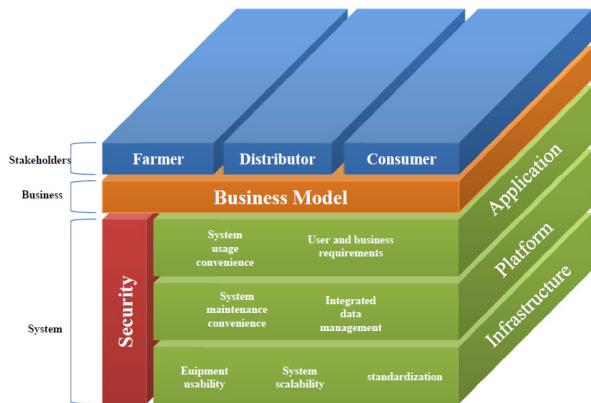 Stakeholders
Farmer
Distributor
Consumer
Business
Business Model
Application
System
usage
convenience
User and business
requirements
Platform
System
maintenance
convenience
Integrated
data
management
Infrastructure
System
Security
Euipment
usability
System
scalability
standardization